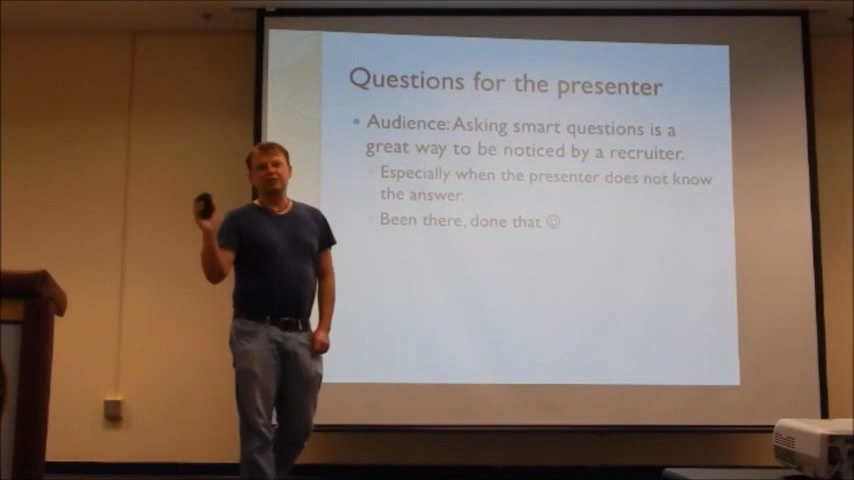 Questions for the presenter
• Audience: Asking smart questions is a
great way to be noticed by a recruiter.
• Especially when the presenter does not know
the answer.
• Been there, done that ☺